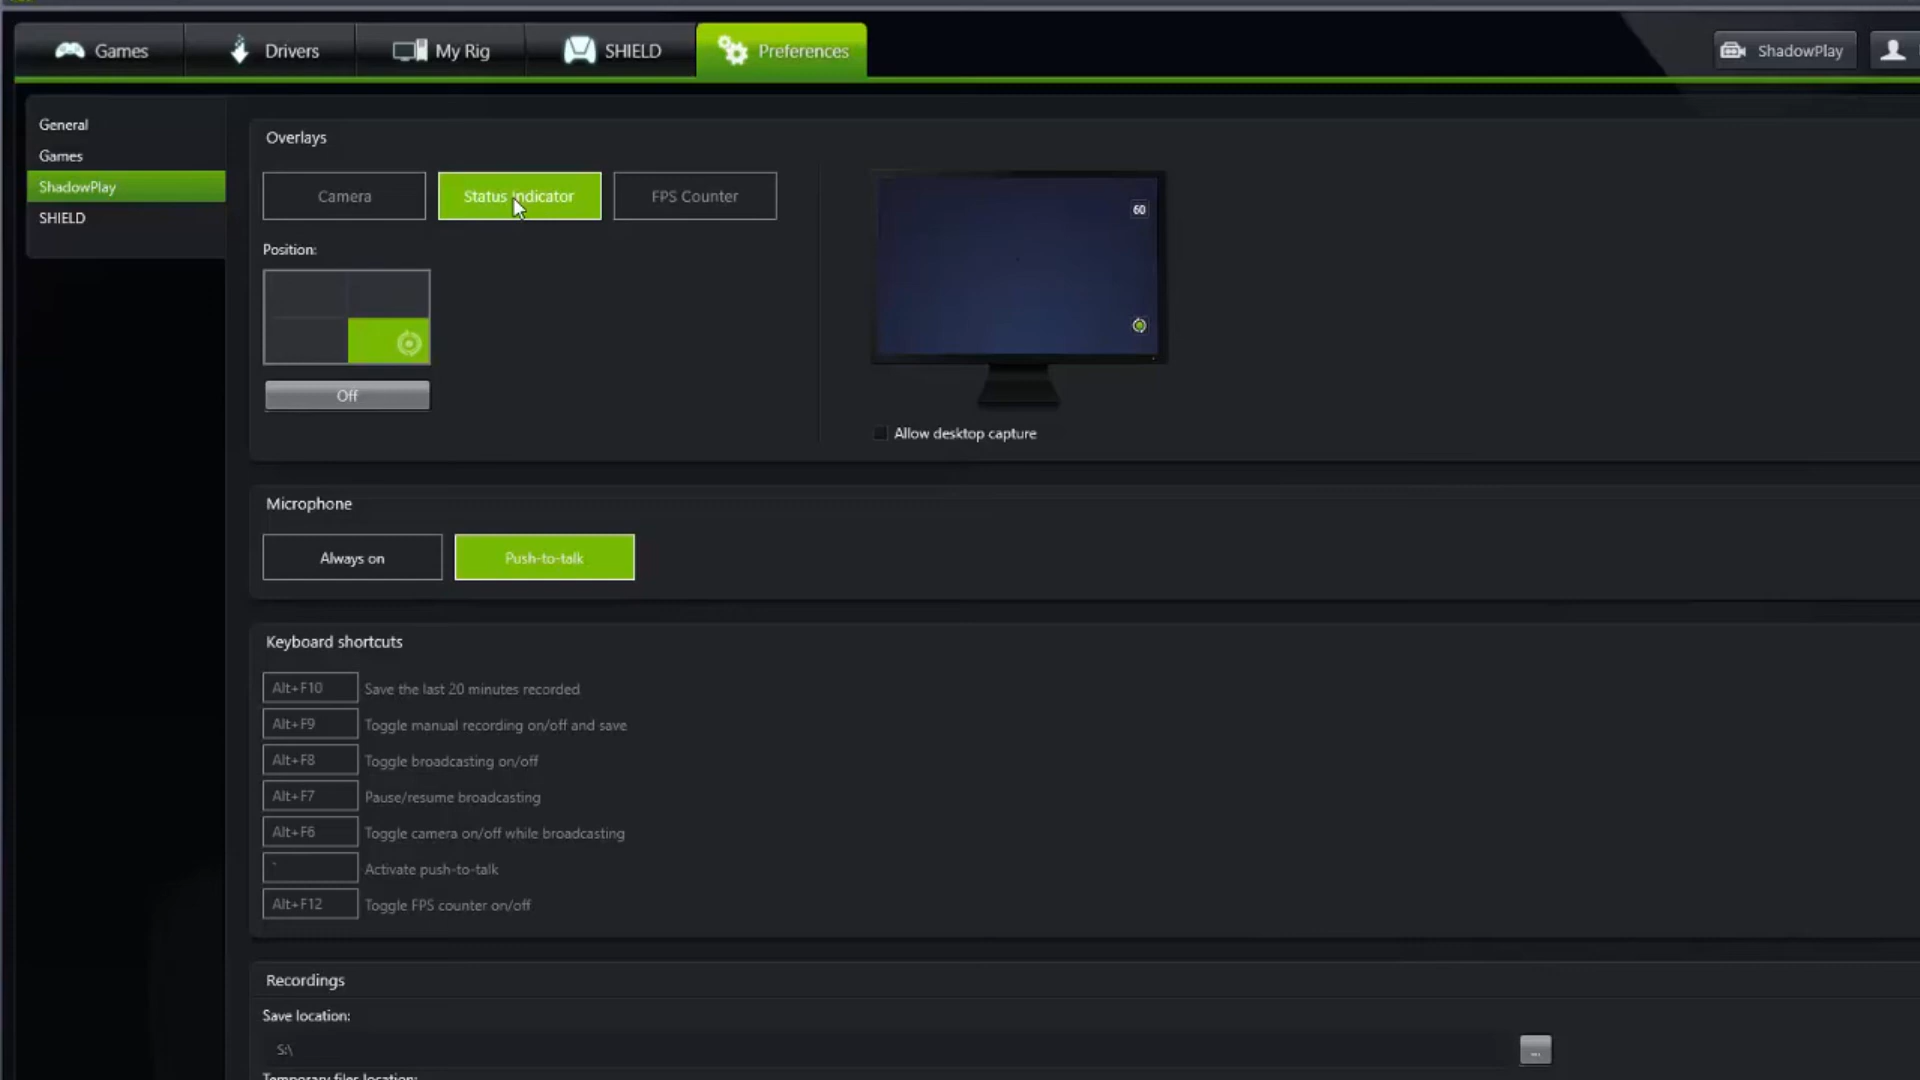 Games Drivers My Rig SHIELD Preferences ShadowPlay
General
Games
ShadowPlay
SHIELD
Overlays
Camera Status Indicator FPS Counter
60
Position:
Off
Allow desktop capture
Microphone
Always on Push-to-talk
Keyboard shortcuts
Alt+F10 Save the last 20 minutes recorded
Alt+F9 Toggle manual recording on/off and save
Alt+F8 Toggle broadcasting on/off
Alt+F7 Pause/resume broadcasting
Alt+F6 Toggle camera on/off while broadcasting
` Activate push-to-talk
Alt+F12 Toggle FPS counter on/off
Recordings
Save location:
S:\
...
Temporary files location: